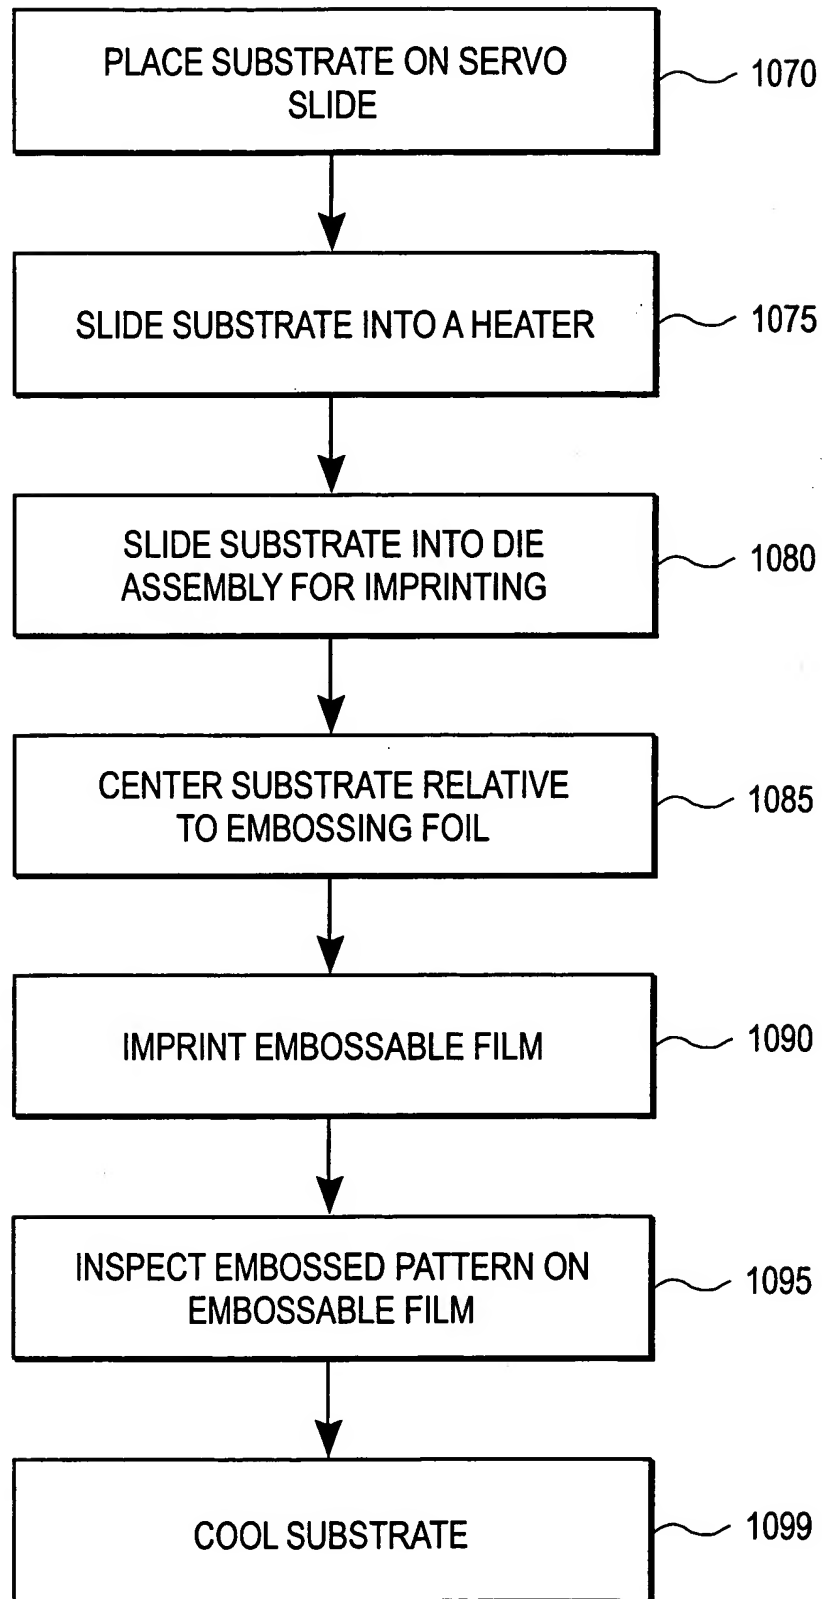 PLACE SUBSTRATE ON SERVO
SLIDE
1070
SLIDE SUBSTRATE INTO A HEATER
1075
SLIDE SUBSTRATE INTO DIE
ASSEMBLY FOR IMPRINTING
1080
CENTER SUBSTRATE RELATIVE
TO EMBOSSING FOIL
1085
IMPRINT EMBOSSABLE FILM
1090
INSPECT EMBOSSED PATTERN ON
EMBOSSABLE FILM
1095
COOL SUBSTRATE
1099